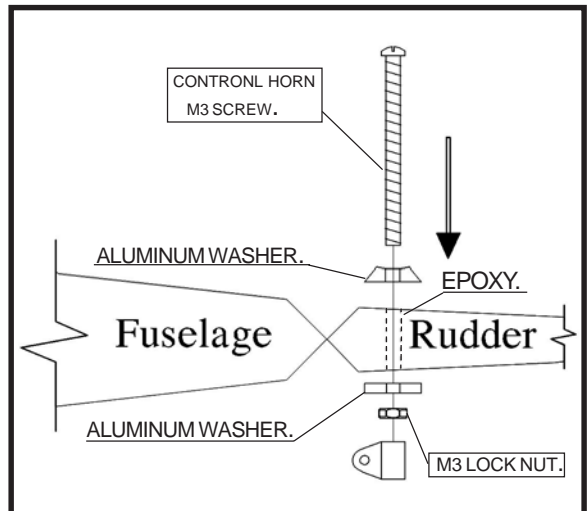 CONTRONL HORN
M3 SCREW.
ALUMINUM WASHER.
EPOXY.
Fuselage
Rudder
ALUMINUM WASHER.
M3 LOCK NUT.